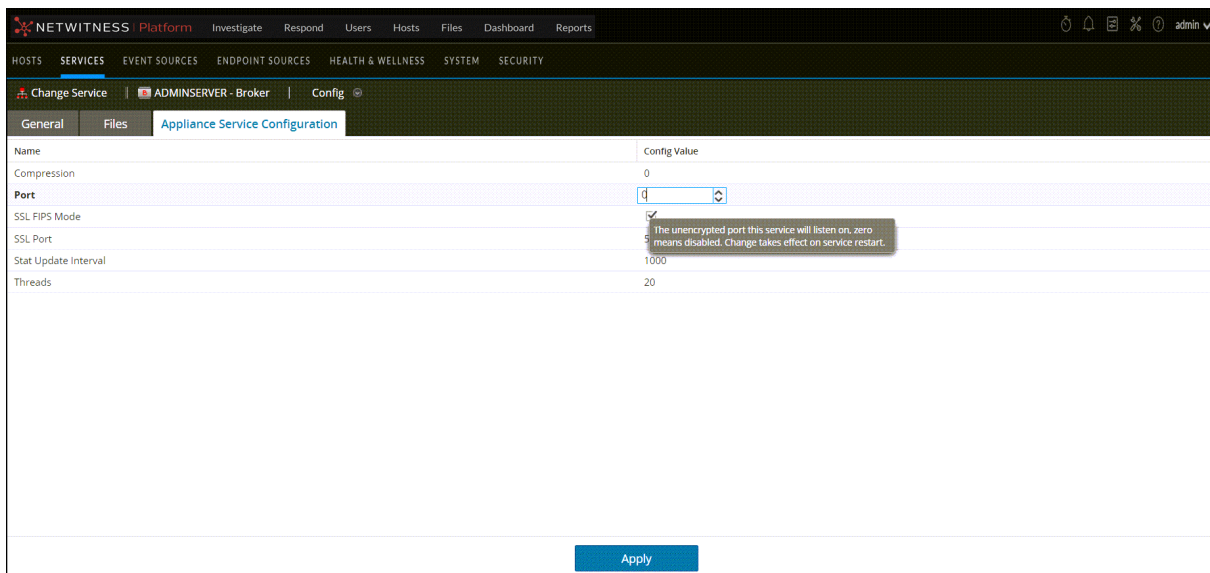 NETWITNESS | Platform Investigate Respond Users Hosts Files Dashboard Reports admin
HOSTS SERVICES EVENT SOURCES ENDPOINT SOURCES HEALTH & WELLNESS SYSTEM SECURITY
Change Service | ADMINSERVER - Broker | Config
General Files Appliance Service Configuration
Name Config Value
Compression 0
Port 0
SSL FIPS Mode
The unencrypted port this service will listen on, zero
SSL Port 5 means disabled. Change takes effect on service restart.
Stat Update Interval 1000
Threads 20
Apply